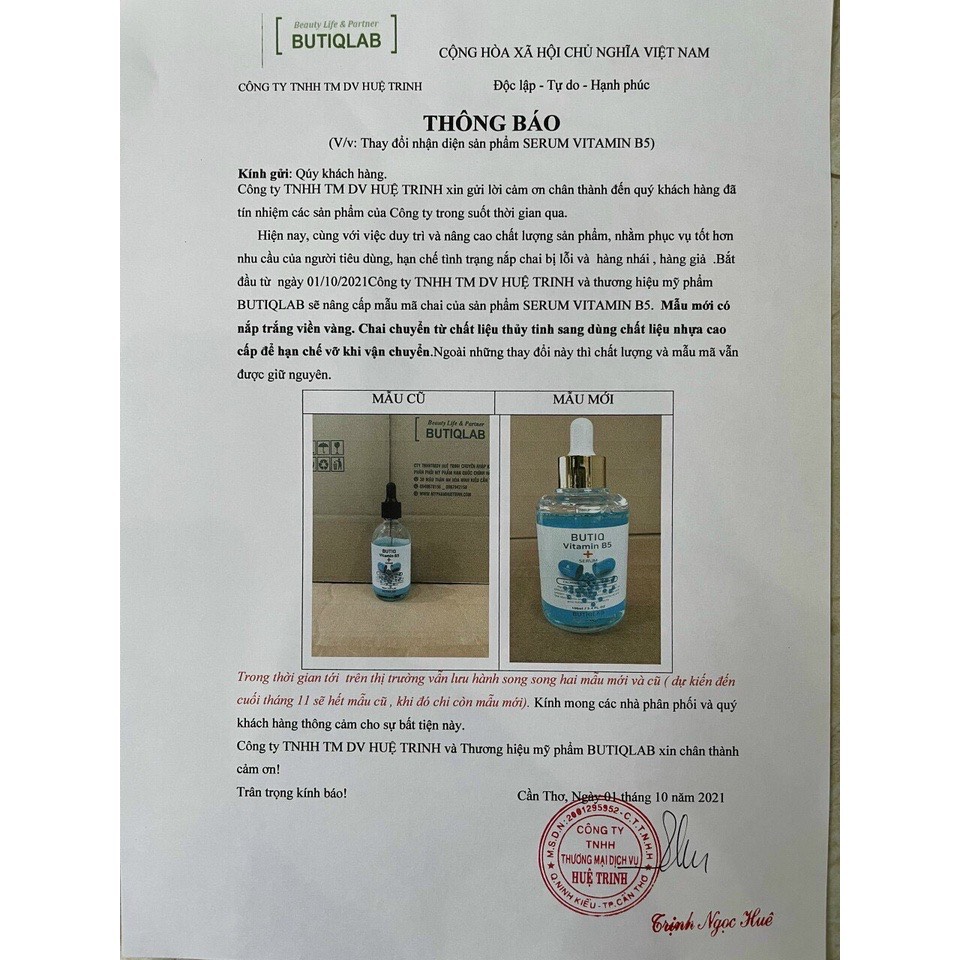 Beauty Life & Partner
BUTIQLAB
CỘNG HÒA XÃ HỘI CHỦ NGHĨA VIỆT NAM
CÔNG TY TNHH TM DV HUỆ TRINH
Độc lập - Tự do - Hạnh phúc
THÔNG BÁO
(V/v: Thay đổi nhận diện sản phẩm SERUM VITAMIN B5)
Kính gửi: Qúy khách hàng.
Công ty TNHH TM DV HUỆ TRINH xin gửi lời cảm ơn chân thành đến quý khách hàng đã
tín nhiệm các sản phẩm của Công ty trong suốt thời gian qua.
Hiện nay, cùng với việc duy trì và nâng cao chất lượng sản phẩm, nhằm phục vụ tốt hơn
nhu cầu của người tiêu dùng, hạn chế tình trạng nắp chai bị lỗi và hàng nhái , hàng giả .Bắt
đầu từ ngày 01/10/2021Công ty TNHH TM DV HUỆ TRINH và thương hiệu mỹ phẩm
BUTIQLAB sẽ nâng cấp mẫu mã chai của sản phẩm SERUM VITAMIN B5. Mẫu mới có
nắp trắng viền vàng. Chai chuyển từ chất liệu thủy tinh sang dùng chất liệu nhựa cao
cấp để hạn chế vỡ khi vận chuyển.Ngoài những thay đổi này thì chất lượng và mẫu mã vẫn
được giữ nguyên.
MẪU CŨ
MẪU MỚI
Beauty Life & Partner
BUTIQLAB
BUTIQ
Vitamin B5
BUTIQ
Vitamin B5
SERUM
BUTIQLAB
Trong thời gian tới trên thị trường vẫn lưu hành song song hai mẫu mới và cũ ( dự kiến đến
cuối tháng 11 sẽ hết mẫu cũ , khi đó chỉ còn mẫu mới). Kính mong các nhà phân phối và quý
khách hàng thông cảm cho sự bất tiện này.
Công ty TNHH TM DV HUỆ TRINH và Thương hiệu mỹ phẩm BUTIQLAB xin chân thành
cảm ơn!
Trân trọng kính báo!
Cần Thơ, Ngày 01 tháng 10 năm 2021
M.S.D.N: C.T.T.N.H.H
CÔNG TY
TNHH
THƯƠNG MẠI DỊCH VỤ
HUỆ TRINH
Q.NINH KIỀU - TP.CẦN THƠ
Trịnh Ngọc Huê